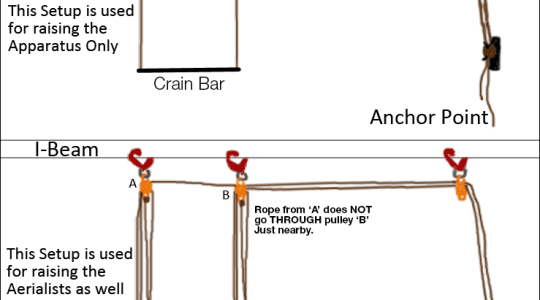 This Setup is used
for raising the
Apparatus Only
Crain Bar
Anchor Point
I-Beam
A
B
Rope from 'A' does NOT
go THROUGH pulley 'B'
Just nearby.
This Setup is used
for raising the
Aerialists as well